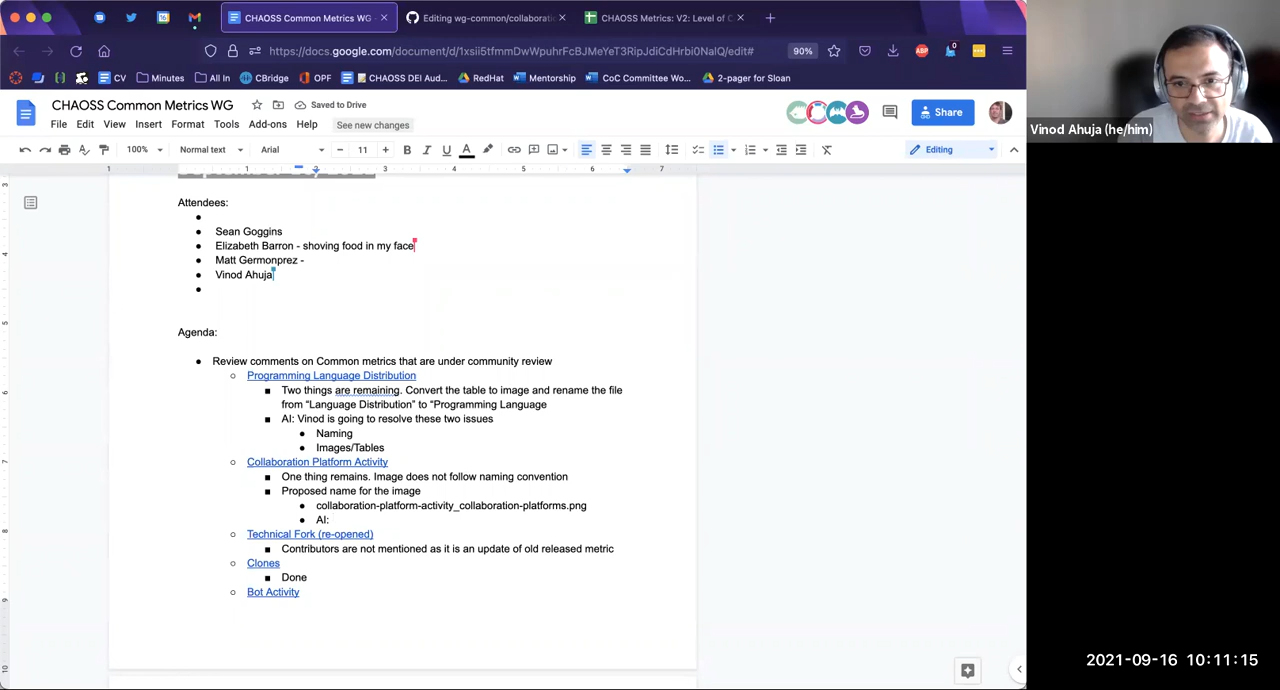 CHAOSS Common Metrics WG
Editing wg-common/collaborati
CHAOSS Metrics: V2: Level of C
https://docs.google.com/document/d/1xsii5tfmmDwWpuhrFcBJMeYeT3RipJdiCdHrbi0NaIQ/edit#
90%
CV
Minutes
All In
CBridge
OPF
CHAOSS DEI Aud...
RedHat
Mentorship
CoC Committee Wo...
2-pager for Sloan
CHAOSS Common Metrics WG
Saved to Drive
Share
File Edit View Insert Format Tools Add-ons Help
See new changes
100% Normal text Arial 11 Editing
Attendees:
Sean Goggins
Elizabeth Barron - shoving food in my face
Matt Germonprez -
Vinod Ahuja
Agenda:
Review comments on Common metrics that are under community review
Programming Language Distribution
Two things are remaining. Convert the table to image and rename the file
from “Language Distribution” to “Programming Language
AI: Vinod is going to resolve these two issues
Naming
Images/Tables
Collaboration Platform Activity
One thing remains. Image does not follow naming convention
Proposed name for the image
collaboration-platform-activity_collaboration-platforms.png
AI:
Technical Fork (re-opened)
Contributors are not mentioned as it is an update of old released metric
Clones
Done
Bot Activity
Vinod Ahuja (he/him)
2021-09-16 10:11:15